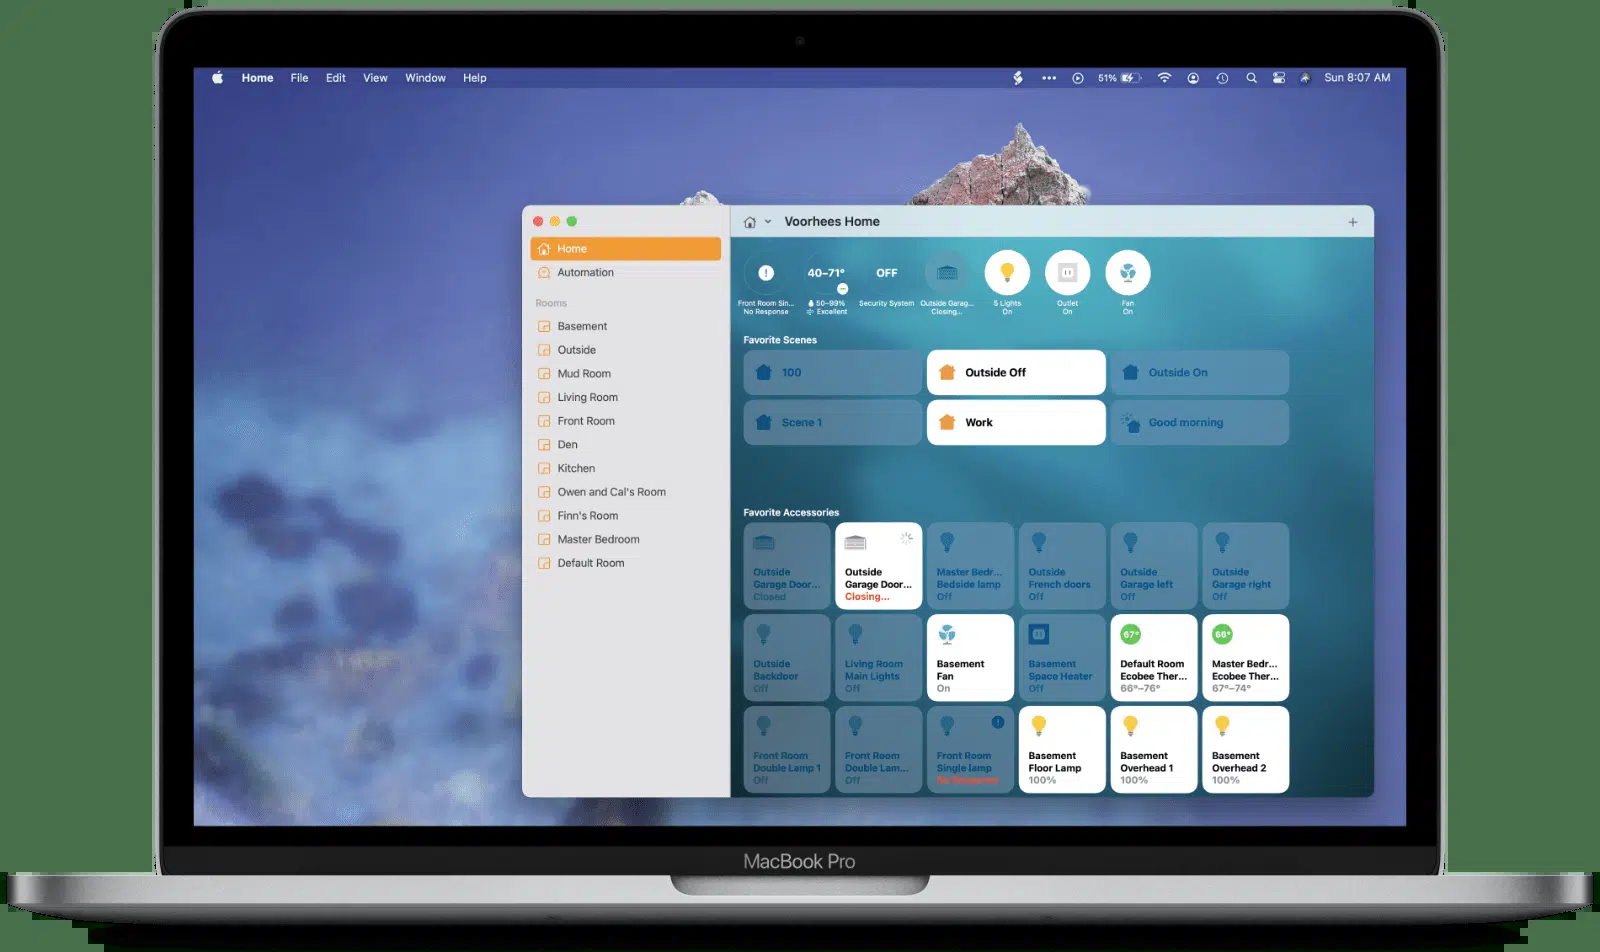 Home File Edit View Window Help
51% Sun 8:07 AM
Voorhees Home
Home
Automation
Rooms
Basement
Outside
Mud Room
Living Room
Front Room
Den
Kitchen
Owen and Cal's Room
Finn's Room
Master Bedroom
Default Room
40–71° OFF
Front Room Sin... 50–99% Security System Outside Garag... 5 Lights Outlet Fan
No Response Excellent Closing... On On On
Favorite Scenes
100 Outside Off Outside On
Scene 1 Work Good morning
Favorite Accessories
Outside Outside Master Bedr... Outside Outside Outside
Garage Door... Garage Door... Bedside lamp French doors Garage left Garage right
Closed Closing... Off Off Off Off
67° 66°
Outside Living Room Basement Basement Default Room Master Bedr...
Backdoor Main Lights Fan Space Heater Ecobee Ther... Ecobee Ther...
Off Off On Off 66°–76° 67°–74°
Front Room Front Room Front Room Basement Basement Basement
Double Lamp 1 Double Lam... Single lamp Floor Lamp Overhead 1 Overhead 2
Off Off No Response 100% 100% 100%
MacBook Pro